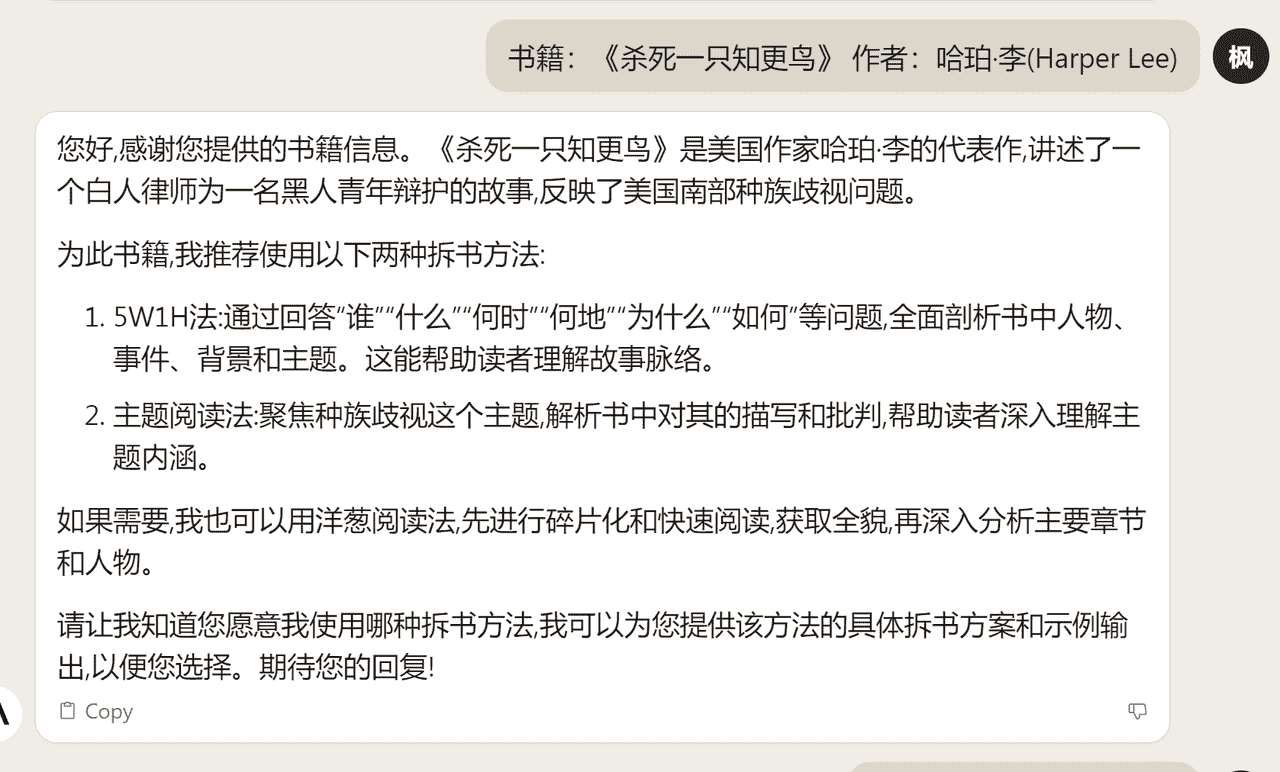 书籍：《杀死一只知更鸟》 作者：哈珀·李(Harper Lee)
枫
您好,感谢您提供的书籍信息。《杀死一只知更鸟》是美国作家哈珀·李的代表作,讲述了一
个白人律师为一名黑人青年辩护的故事,反映了美国南部种族歧视问题。
为此书籍,我推荐使用以下两种拆书方法:
1. 5W1H法:通过回答“谁”“什么”“何时”“何地”“为什么”“如何”等问题,全面剖析书中人物、
事件、背景和主题。这能帮助读者理解故事脉络。
2. 主题阅读法:聚焦种族歧视这个主题,解析书中对其的描写和批判,帮助读者深入理解主
题内涵。
如果需要,我也可以用洋葱阅读法,先进行碎片化和快速阅读,获取全貌,再深入分析主要章节
和人物。
请让我知道您愿意我使用哪种拆书方法,我可以为您提供该方法的具体拆书方案和示例输
出,以便您选择。期待您的回复!
Copy